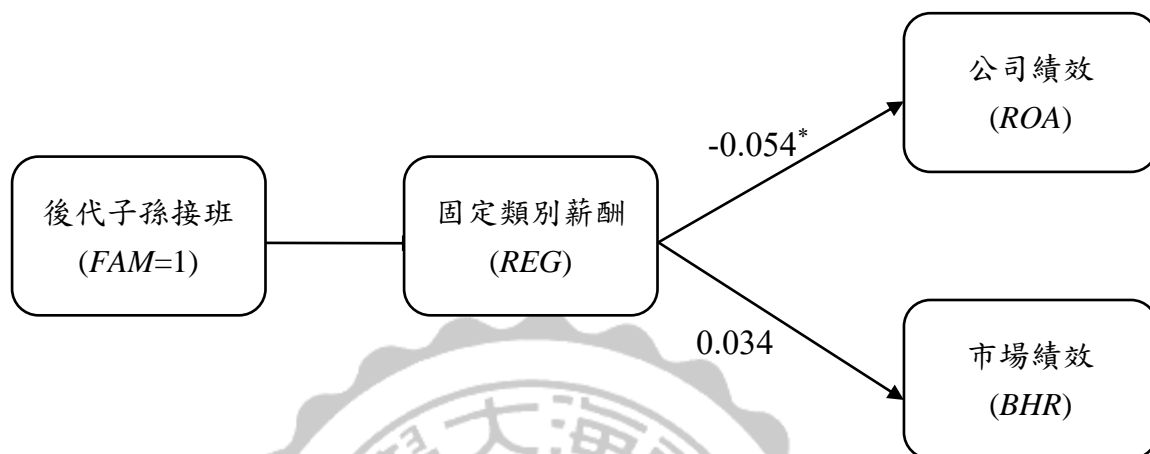 公司績效
(ROA)
-0.054*
後代子孫接班
(FAM=1)
固定類別薪酬
(REG)
0.034
市場績效
(BHR)